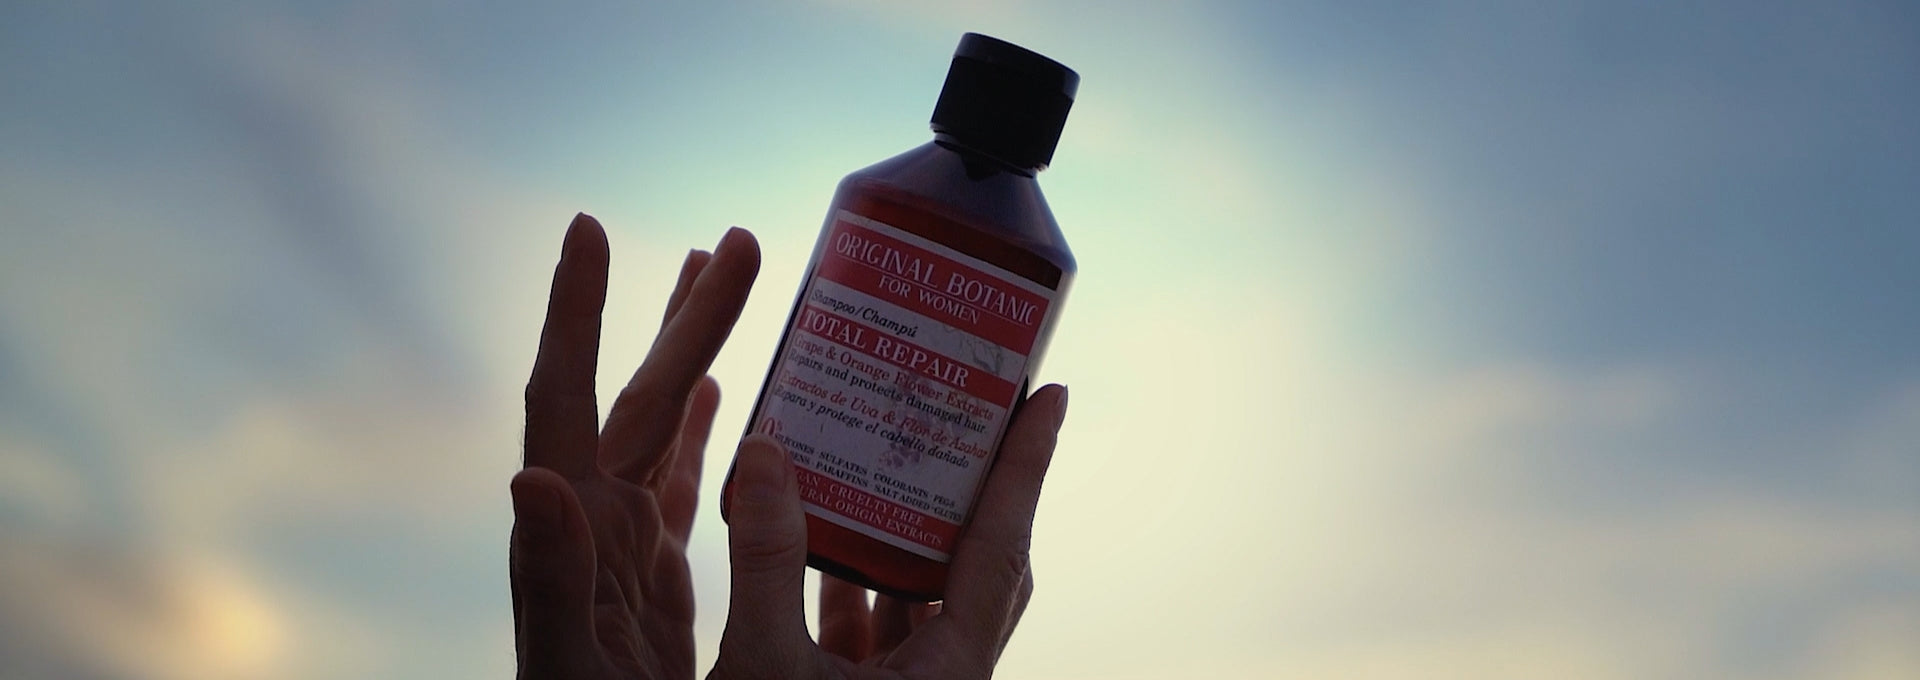 ORIGINAL BOTANIC
FOR WOMEN
Shampoo/Champú
TOTAL REPAIR
Grape & Orange Flower Extracts
Repairs and protects damaged hair.
Extractos de Uva & Flor de Azahar
Repara y protege el cabello dañado
0%
SILICONES SULFATES · COLORANTS · PEGS
PARAFFINS · SALT ADDED · GLUTEN
CRUELTY FREE
ORIGIN EXTRACTS